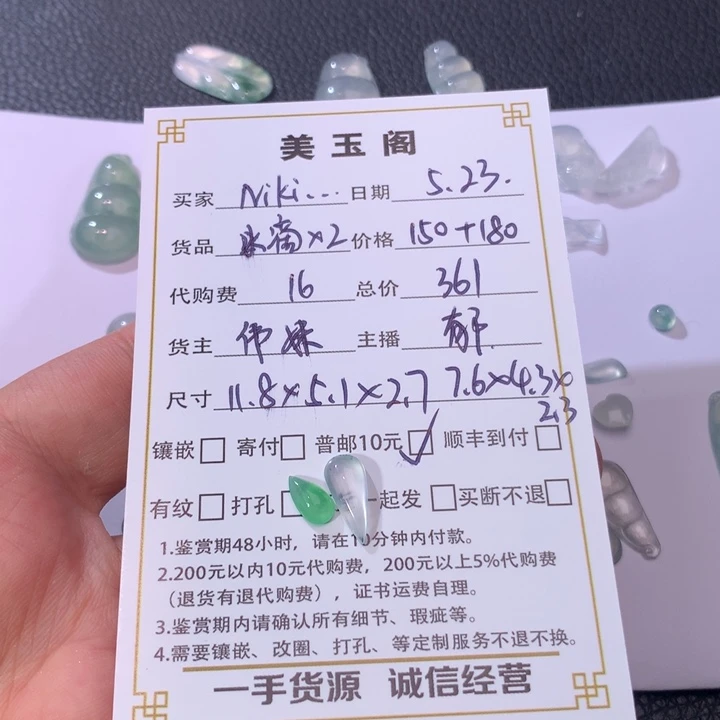 美玉阁
买家 Niki... 日期 5.23.
货品 水滴×2 价格 150+180
代购费 16 总价 361
货主 伟妹 主播
尺寸 11.8×5.1×2.7 7.6×4.3×
2.3
镶嵌 寄付 普邮10元 顺丰到付
有纹 打孔 一起发 买断不退
1.鉴赏期48小时，请在10分钟内付款。
2.200元以内10元代购费，200元以上5%代购费
（退货有退代购费），证书运费自理。
3.鉴赏期内请确认所有细节、瑕疵等。
4.需要镶嵌、改圈、打孔、等定制服务不退不换。
一手货源 诚信经营